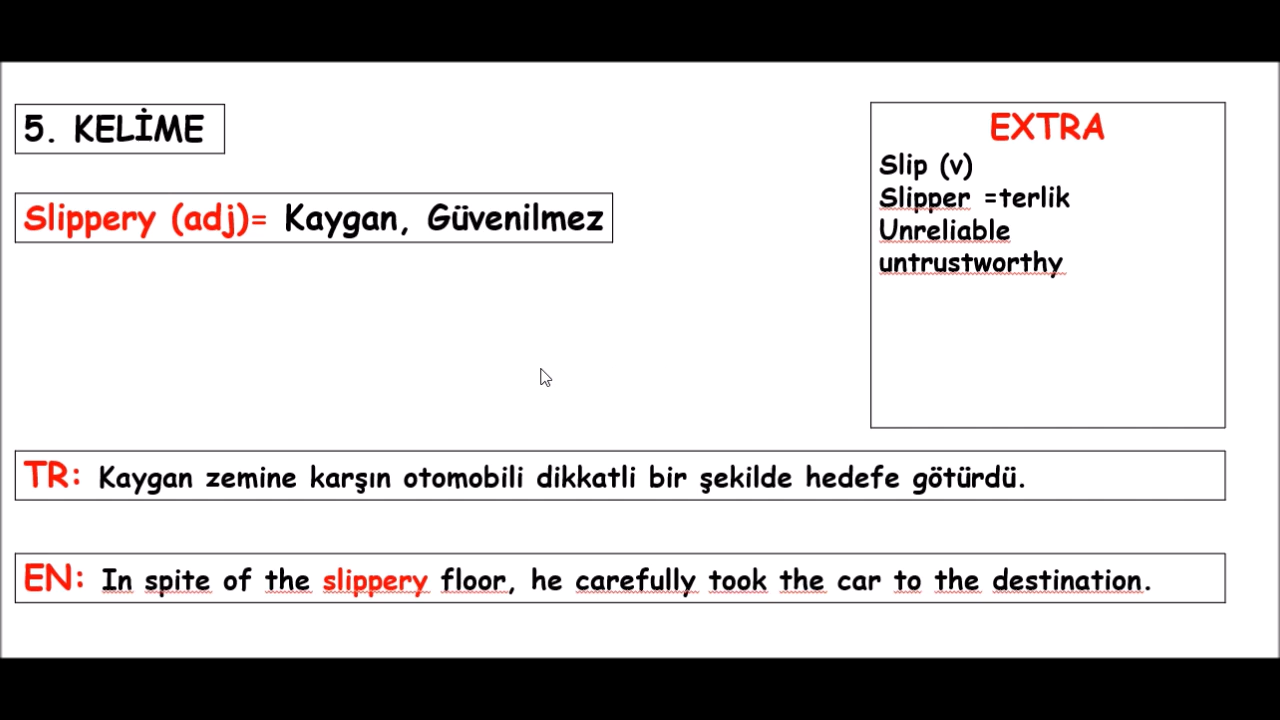 5. KELİME
Slippery (adj)= Kaygan, Güvenilmez
EXTRA
Slip (v)
Slipper =terlik
Unreliable
untrustworthy
TR: Kaygan zemine karşın otomobili dikkatli bir şekilde hedefe götürdü.
EN: In spite of the slippery floor, he carefully took the car to the destination.